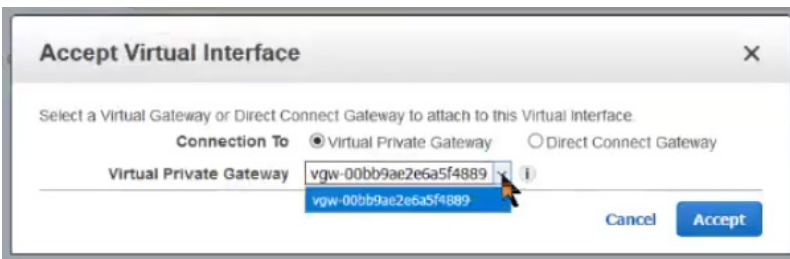 Accept Virtual Interface ×
Select a Virtual Gateway or Direct Connect Gateway to attach to this Virtual Interface.
Connection To Virtual Private Gateway Direct Connect Gateway
Virtual Private Gateway vgw-00bb9ae2e6a5f4889 i
vgw-00bb9ae2e6a5f4889
Cancel Accept